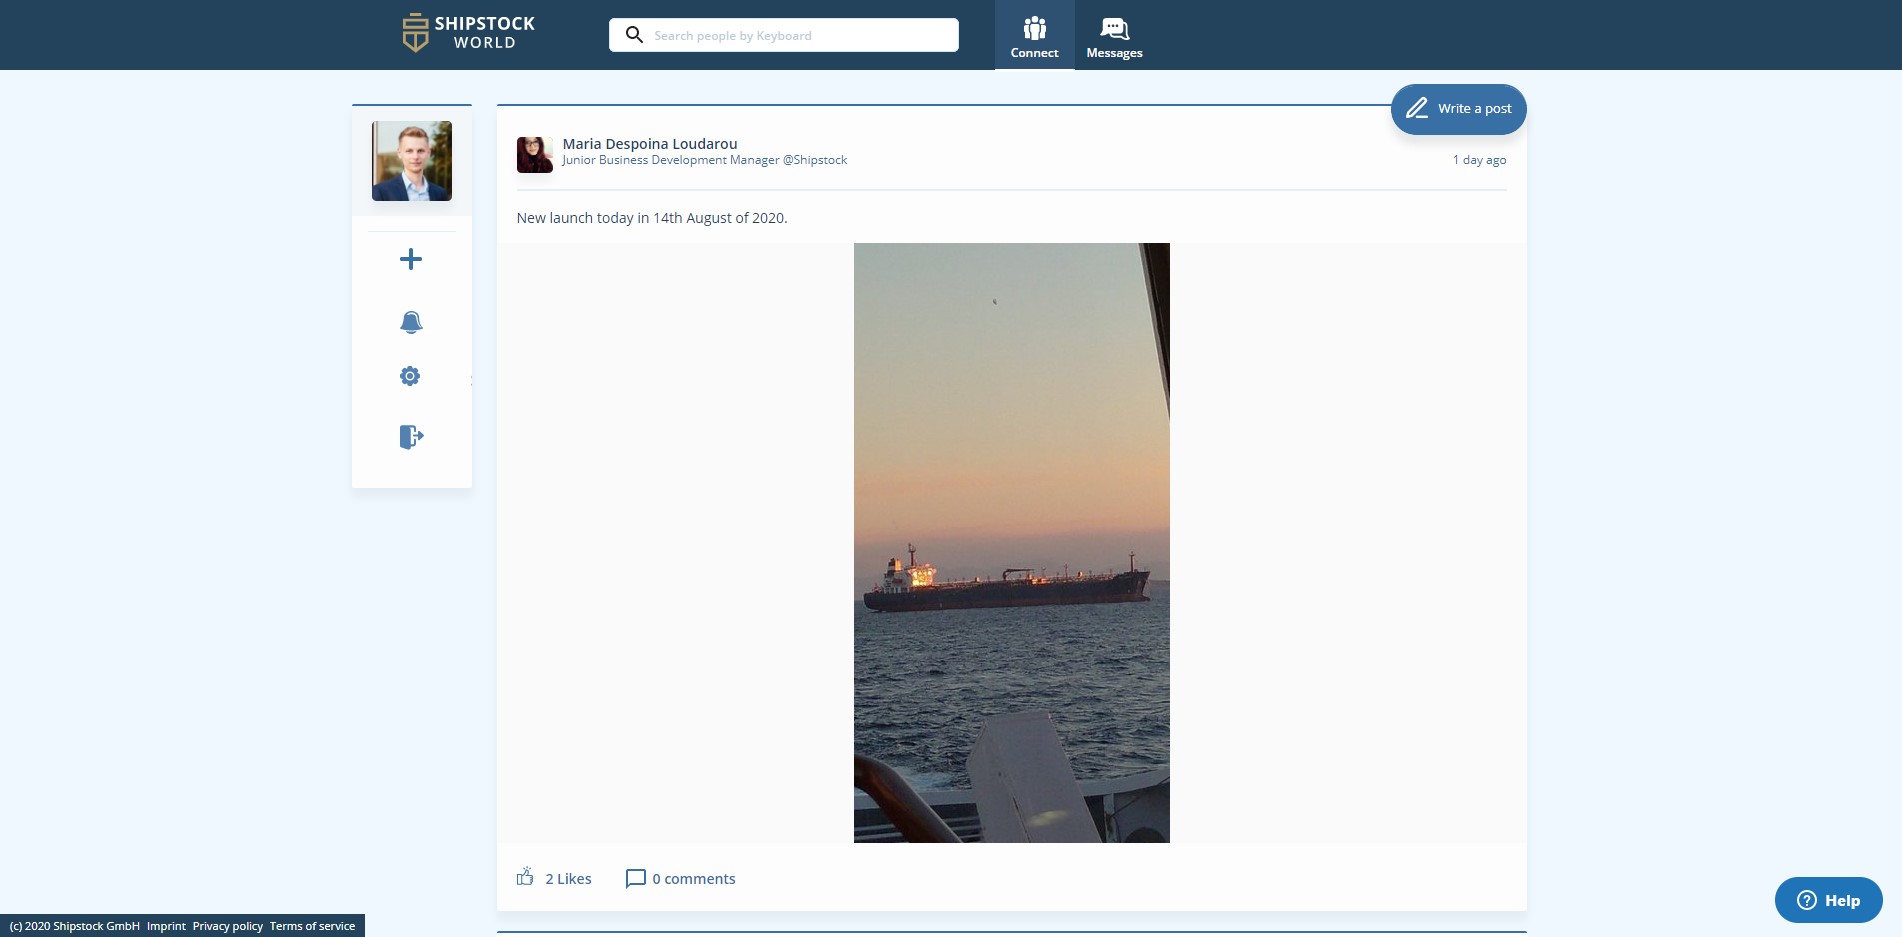 SHIPSTOCK
WORLD
Search people by Keyboard
Connect
Messages
Write a post
Maria Despoina Loudarou
Junior Business Development Manager @Shipstock
1 day ago
New launch today in 14th August of 2020.
2 Likes
0 comments
Help
(c) 2020 Shipstock GmbH Imprint Privacy policy Terms of service